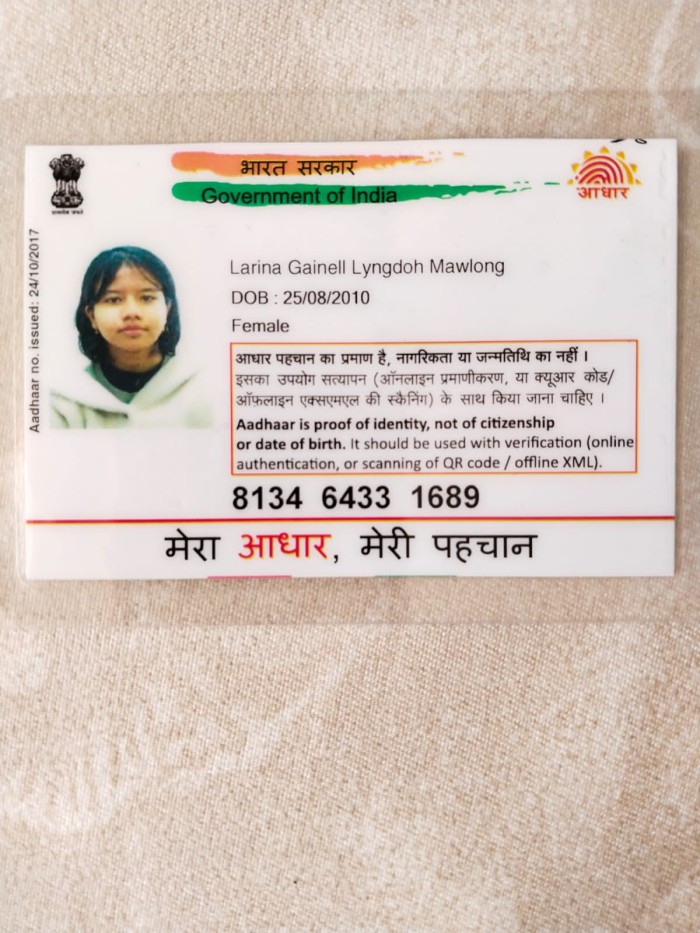 भारत सरकार
Government of India
आधार
Aadhaar no. issued: 24/10/2017
Larina Gainell Lyngdoh Mawlong
DOB : 25/08/2010
Female
आधार पहचान का प्रमाण है, नागरिकता या जन्मतिथि का नहीं ।
इसका उपयोग सत्यापन (ऑनलाइन प्रमाणीकरण, या क्यूआर कोड/
ऑफलाइन एक्सएमएल की स्कैनिंग) के साथ किया जाना चाहिए ।
Aadhaar is proof of identity, not of citizenship
or date of birth. It should be used with verification (online
authentication, or scanning of QR code / offline XML).
8134 6433 1689
मेरा आधार, मेरी पहचान